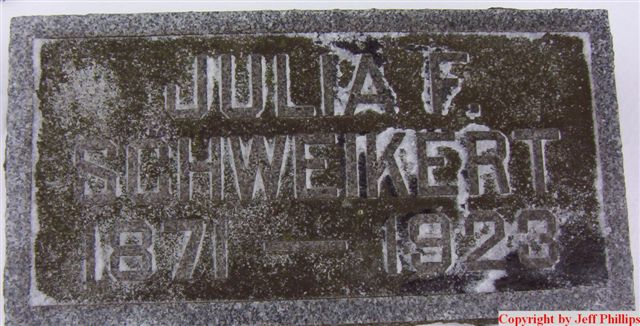 JULIA F.
SCHWEIKERT
1871 — 1923
Copyright by Jeff Phillips